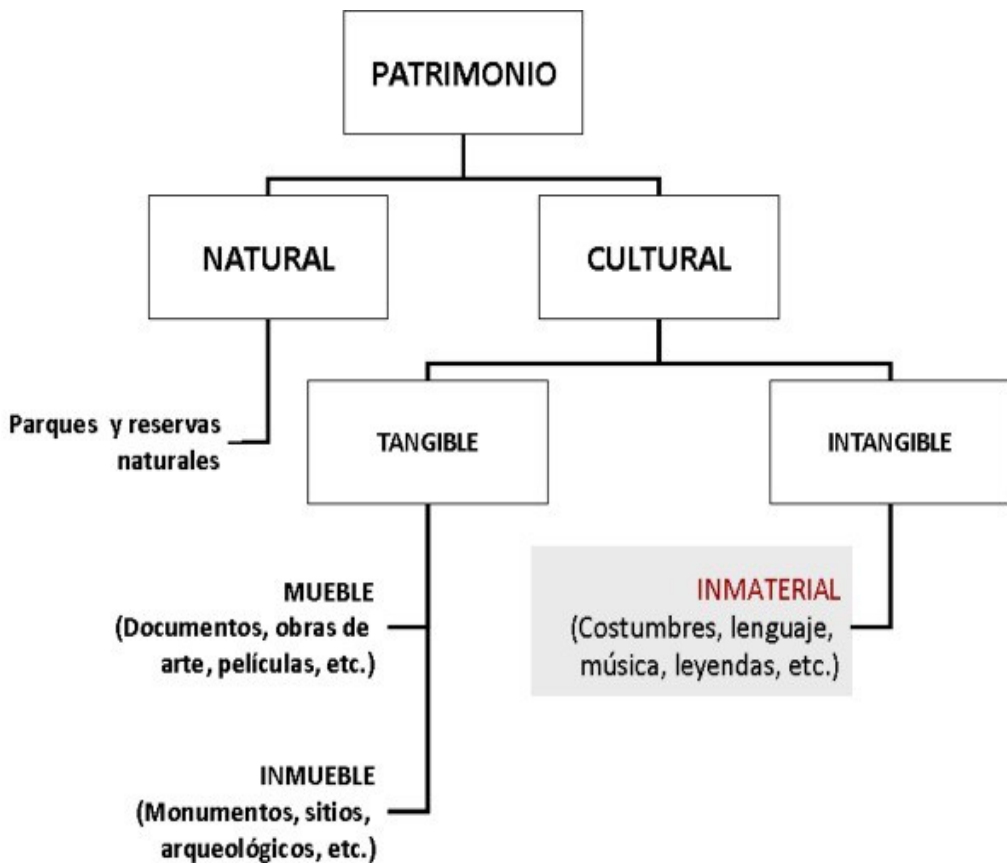 PATRIMONIO
NATURAL
CULTURAL
Parques y reservas
naturales
TANGIBLE
INTANGIBLE
MUEBLE
(Documentos, obras de
arte, películas, etc.)
INMATERIAL
(Costumbres, lenguaje,
música, leyendas, etc.)
INMUEBLE
(Monumentos, sitios,
arqueológicos, etc.)